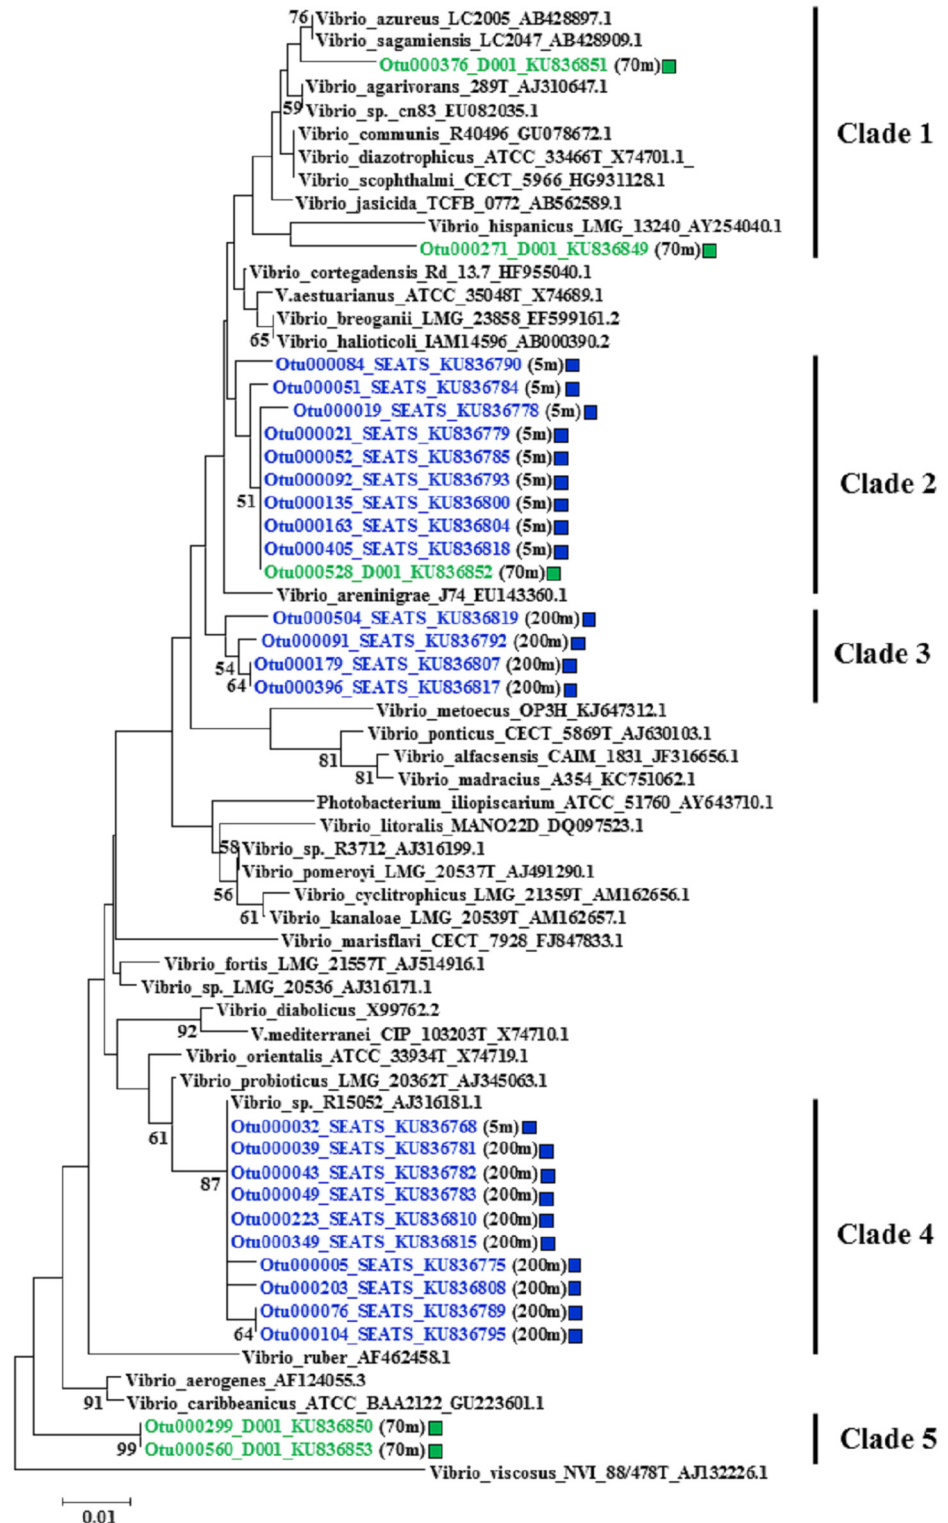 76 Vibrio_azureus_LC2005_AB428897.1
Vibrio_sagamiensis_LC2047_AB428909.1
Otu000376_D001_KU836851 (70m)
Vibrio_agarivorans_289T_AJ310647.1
59 Vibrio_sp._cn83_EU082035.1
Vibrio_communis_R40496_GU078672.1
Clade 1
Vibrio_diazotrophicus_ATCC_33466T_X74701.1_
Vibrio_scophthalmi_CECT_5966_HG931128.1
Vibrio_jasicida_TCFB_0772_AB562589.1
Vibrio_hispanicus_LMG_13240_AY254040.1
Otu000271_D001_KU836849 (70m)
Vibrio_cortegadensis_Rd_13.7_HF955040.1
V.aestuarianus_ATCC_35048T_X74689.1
Vibrio_breoganii_LMG_23858_EF599161.2
65 Vibrio_halioticoli_IAM14596_AB000390.2
Otu000084_SEATS_KU836790 (5m)
Otu000051_SEATS_KU836784 (5m)
Otu000019_SEATS_KU836778 (5m)
Otu000021_SEATS_KU836779 (5m)
Otu000052_SEATS_KU836785 (5m)
Otu000092_SEATS_KU836793 (5m)
Clade 2
51 Otu000135_SEATS_KU836800 (5m)
Otu000163_SEATS_KU836804 (5m)
Otu000405_SEATS_KU836818 (5m)
Otu000528_D001_KU836852 (70m)
Vibrio_areninigrae_J74_EU143360.1
Otu000504_SEATS_KU836819 (200m)
Otu000091_SEATS_KU836792 (200m)
Clade 3
54 Otu000179_SEATS_KU836807 (200m)
64 Otu000396_SEATS_KU836817 (200m)
Vibrio_metoecus_OP3H_KJ647312.1
Vibrio_ponticus_CECT_5869T_AJ630103.1
81 Vibrio_alfacsensis_CAIM_1831_JF316656.1
81 Vibrio_madracius_A354_KC751062.1
Photobacterium_iliopiscarium_ATCC_51760_AY643710.1
Vibrio_litoralis_MANO22D_DQ097523.1
58 Vibrio_sp._R3712_AJ316199.1
Vibrio_pomeroyi_LMG_20537T_AJ491290.1
56 Vibrio_cyclitrophicus_LMG_21359T_AM162656.1
61 Vibrio_kanaloae_LMG_20539T_AM162657.1
Vibrio_marisflavi_CECT_7928_FJ847833.1
Vibrio_fortis_LMG_21557T_AJ514916.1
Vibrio_sp._LMG_20536_AJ316171.1
Vibrio_diabolicus_X99762.2
92 V.mediterranei_CIP_103203T_X74710.1
Vibrio_orientalis_ATCC_33934T_X74719.1
Vibrio_probioticus_LMG_20362T_AJ345063.1
Vibrio_sp._R15052_AJ316181.1
Otu000032_SEATS_KU836768 (5m)
61 Otu000039_SEATS_KU836781 (200m)
Otu000043_SEATS_KU836782 (200m)
87 Otu000049_SEATS_KU836783 (200m)
Otu000223_SEATS_KU836810 (200m)
Clade 4
Otu000349_SEATS_KU836815 (200m)
Otu000005_SEATS_KU836775 (200m)
Otu000203_SEATS_KU836808 (200m)
Otu000076_SEATS_KU836789 (200m)
64 Otu000104_SEATS_KU836795 (200m)
Vibrio_ruber_AF462458.1
Vibrio_aerogenes_AF124055.3
91 Vibrio_caribbeanicus_ATCC_BAA2122_GU223601.1
Otu000299_D001_KU836850 (70m)
Clade 5
99 Otu000560_D001_KU836853 (70m)
Vibrio_viscosus_NVI_88/478T_AJ132226.1
0.01